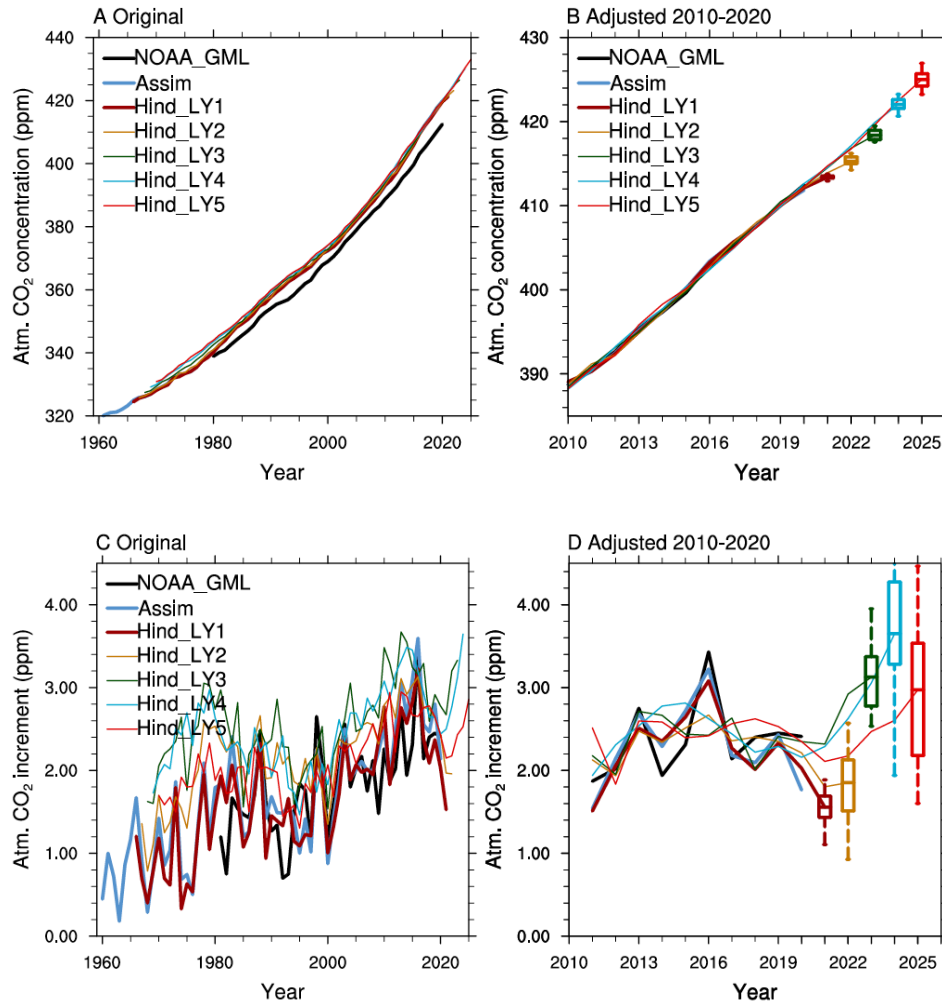 A Original
440
420
400
380
360
340
320
Atm. CO₂ concentration (ppm)
NOAA_GML
Assim
Hind_LY1
Hind_LY2
Hind_LY3
Hind_LY4
Hind_LY5
1960 1980 2000 2020
Year
B Adjusted 2010-2020
430
420
410
400
390
Atm. CO₂ concentration (ppm)
NOAA_GML
Assim
Hind_LY1
Hind_LY2
Hind_LY3
Hind_LY4
Hind_LY5
2010 2013 2016 2019 2022 2025
Year
C Original
4.00
3.00
2.00
1.00
0.00
Atm. CO₂ increment (ppm)
NOAA_GML
Assim
Hind_LY1
Hind_LY2
Hind_LY3
Hind_LY4
Hind_LY5
1960 1980 2000 2020
Year
D Adjusted 2010-2020
4.00
3.00
2.00
1.00
0.00
Atm. CO₂ increment (ppm)
2010 2013 2016 2019 2022 2025
Year